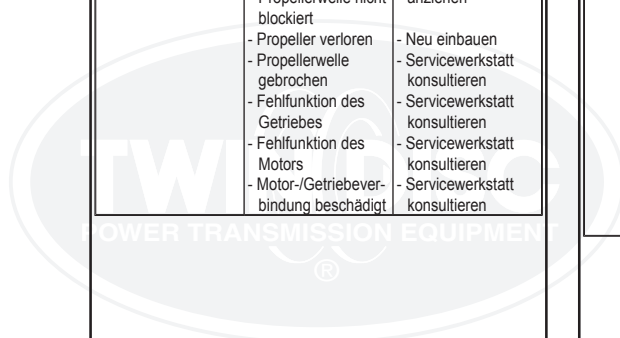 - Propellerwelle nicht
blockiert
- Propeller verloren
- Propellerwelle
gebrochen
- Fehlfunktion des
Getriebes
- Fehlfunktion des
Motors
- Motor-/Getriebever-
bindung beschädigt
anziehen
- Neu einbauen
- Servicewerkstatt
konsultieren
- Servicewerkstatt
konsultieren
- Servicewerkstatt
konsultieren
- Servicewerkstatt
konsultieren
TWIN DISC
POWER TRANSMISSION EQUIPMENT
®